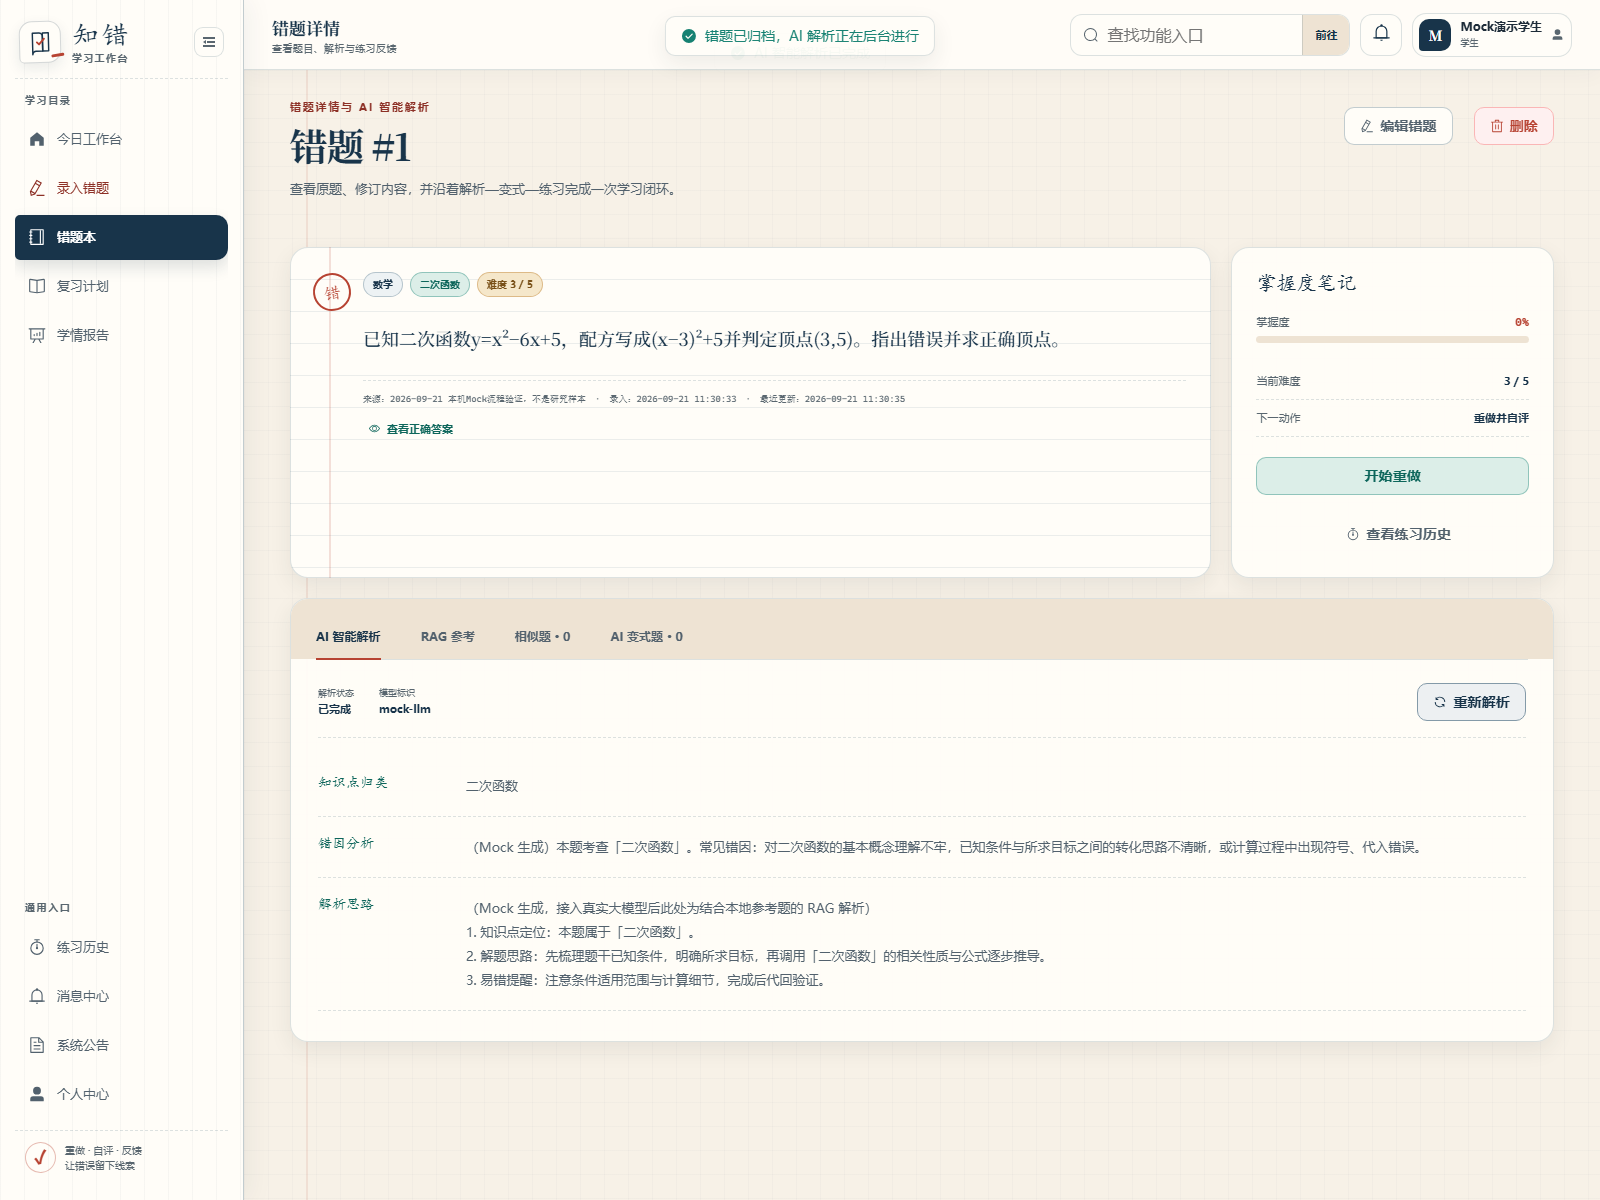 知错
学习工作台
学习目录
今日工作台
录入错题
错题本
复习计划
学情报告
通用入口
练习历史
消息中心
系统公告
个人中心
重做 · 自评 · 反馈
让错误留下线索
错题详情
查看题目、解析与练习反馈
错题已归档，AI 解析正在后台进行
查找功能入口
前往
M
Mock演示学生
学生
错题详情与 AI 智能解析
错题 #1
查看原题、修订内容，并沿着解析—变式—练习完成一次学习闭环。
编辑错题
删除
错
数学
二次函数
难度 3 / 5
已知二次函数y=x²−6x+5，配方写成(x−3)²+5并判定顶点(3,5)。指出错误并求正确顶点。
来源：2026-09-21 本机Mock流程验证，不是研究样本 · 录入：2026-09-21 11:30:33 · 最近更新：2026-09-21 11:30:35
查看正确答案
掌握度笔记
掌握度
0%
当前难度
3 / 5
下一动作
重做并自评
开始重做
查看练习历史
AI 智能解析
RAG 参考
相似题 • 0
AI 变式题 • 0
解析状态
已完成
模型标识
mock-llm
重新解析
知识点归类
二次函数
错因分析
（Mock 生成）本题考查「二次函数」。常见错因：对二次函数的基本概念理解不牢，已知条件与所求目标之间的转化思路不清晰，或计算过程中出现符号、代入错误。
解析思路
（Mock 生成，接入真实大模型后此处为结合本地参考题的 RAG 解析）
1. 知识点定位：本题属于「二次函数」。
2. 解题思路：先梳理题干已知条件，明确所求目标，再调用「二次函数」的相关性质与公式逐步推导。
3. 易错提醒：注意条件适用范围与计算细节，完成后代回验证。